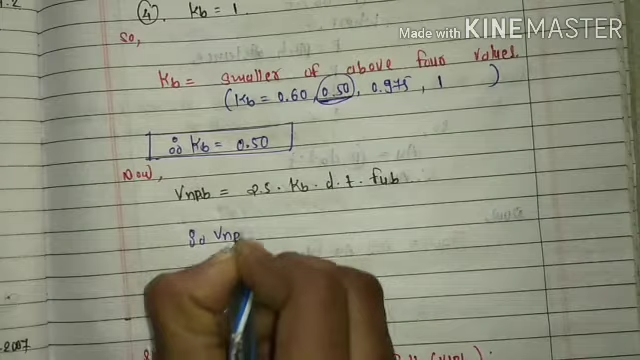 Made with KINEMASTER
④. Kb = 1
so,
Kb = smaller of above four values
(Kb = 0.60, 0.50, 0.975, 1 )
∴ Kb = 0.50
Now,
Vnpb = 2.5 · Kb · d · t · fub
So Vnp